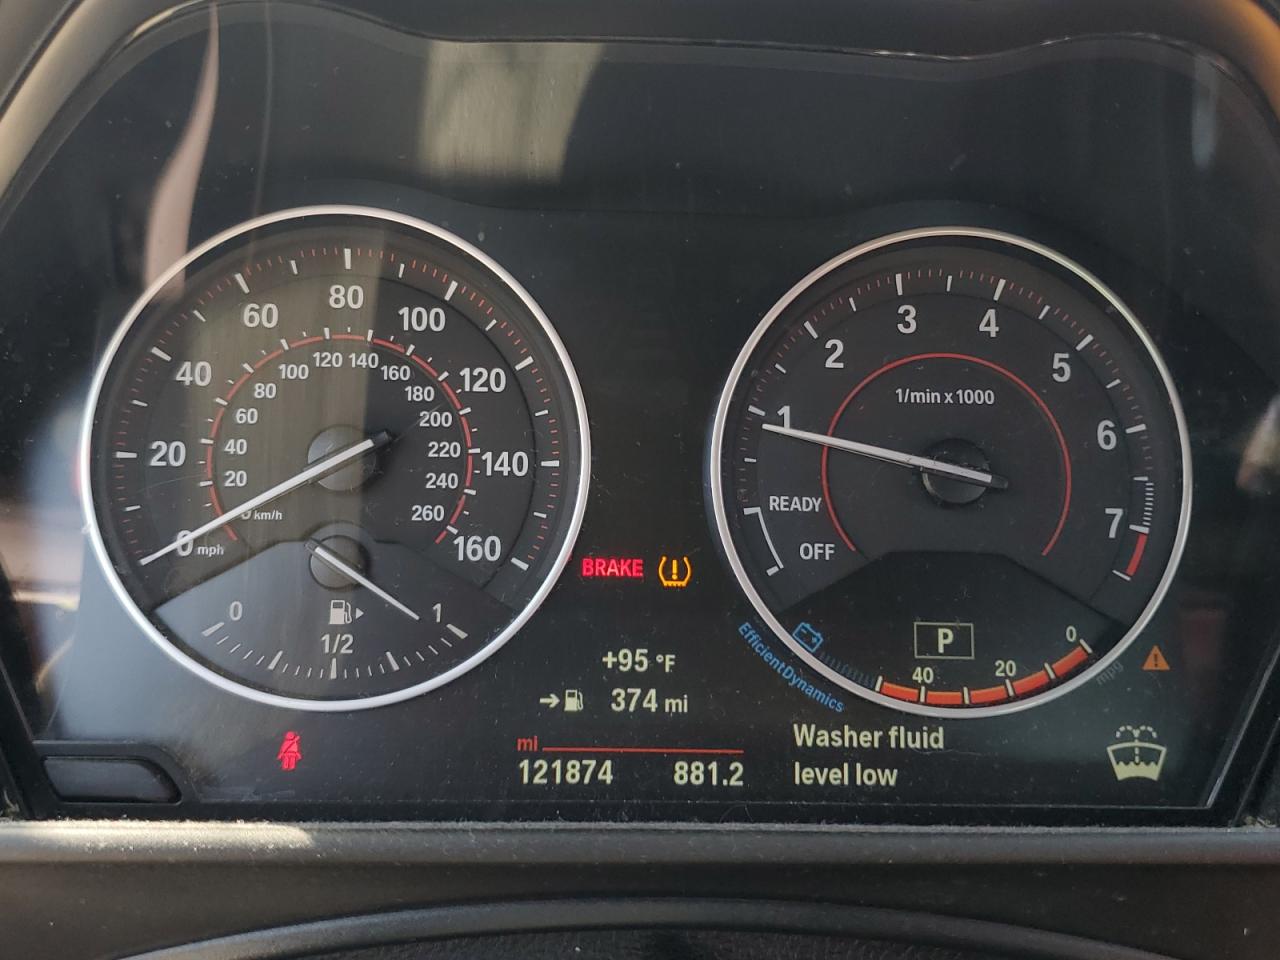 0 mph
20
40
60
80
100
120
140
160
km/h
20
40
60
80
100
120
140
160
180
200
220
240
260
0
1/2
1
BRAKE
+95 °F
374 mi
mi
121874 881.2
1
2
3
4
5
6
7
1/min x 1000
READY
OFF
EfficientDynamics
P
40
20
0
mpg
Washer fluid
level low